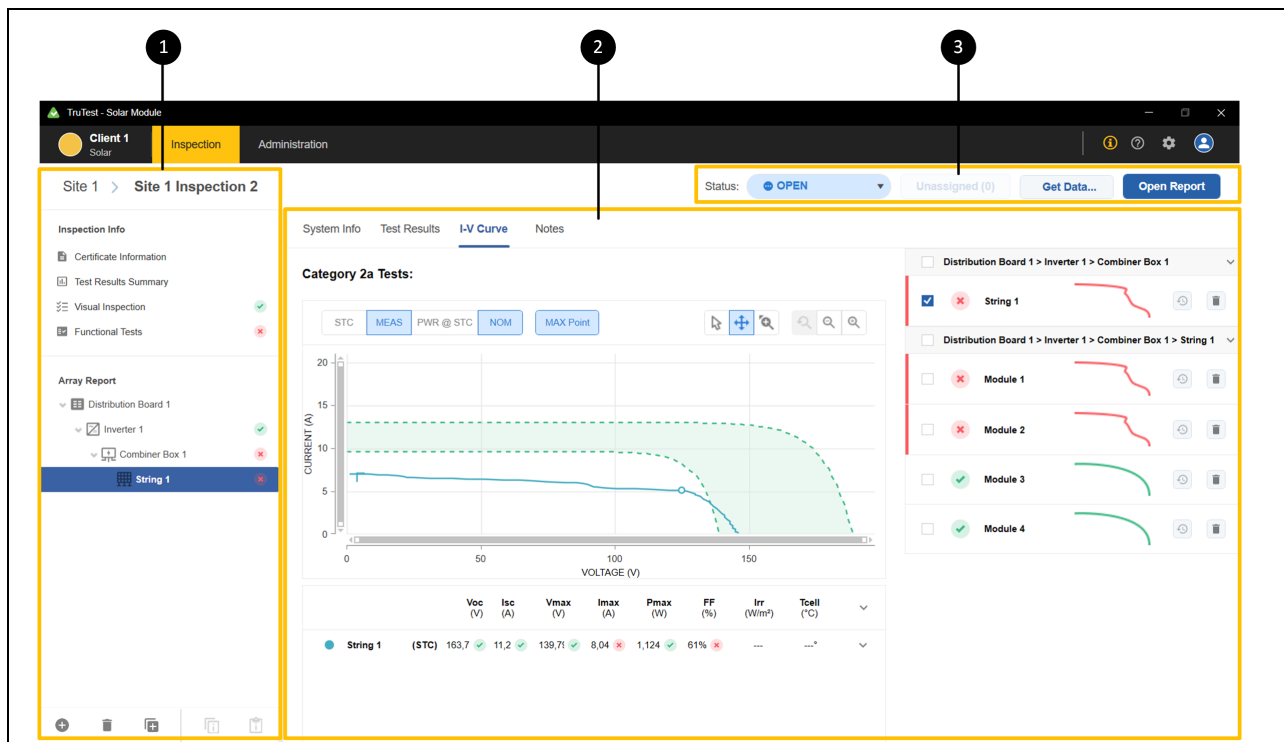 1 2 3
TruTest - Solar Module
Client 1
Solar
Inspection
Administration
Site 1 > Site 1 Inspection 2
Status: OPEN Unassigned (0) Get Data... Open Report
Inspection Info
Certificate Information
Test Results Summary
Visual Inspection
Functional Tests
Array Report
Distribution Board 1
Inverter 1
Combiner Box 1
String 1
System Info Test Results I-V Curve Notes
Category 2a Tests:
STC MEAS PWR @ STC NOM MAX Point
CURRENT (A)
20
15
10
5
0
0 50 100 150
VOLTAGE (V)
Voc Isc Vmax Imax Pmax FF Irr Tcell
(V) (A) (V) (A) (W) (%) (W/m²) (°C)
String 1 (STC) 163,7 11,2 139,7 8,04 1,124 61% --- ---°
Distribution Board 1 > Inverter 1 > Combiner Box 1
String 1
Distribution Board 1 > Inverter 1 > Combiner Box 1 > String 1
Module 1
Module 2
Module 3
Module 4